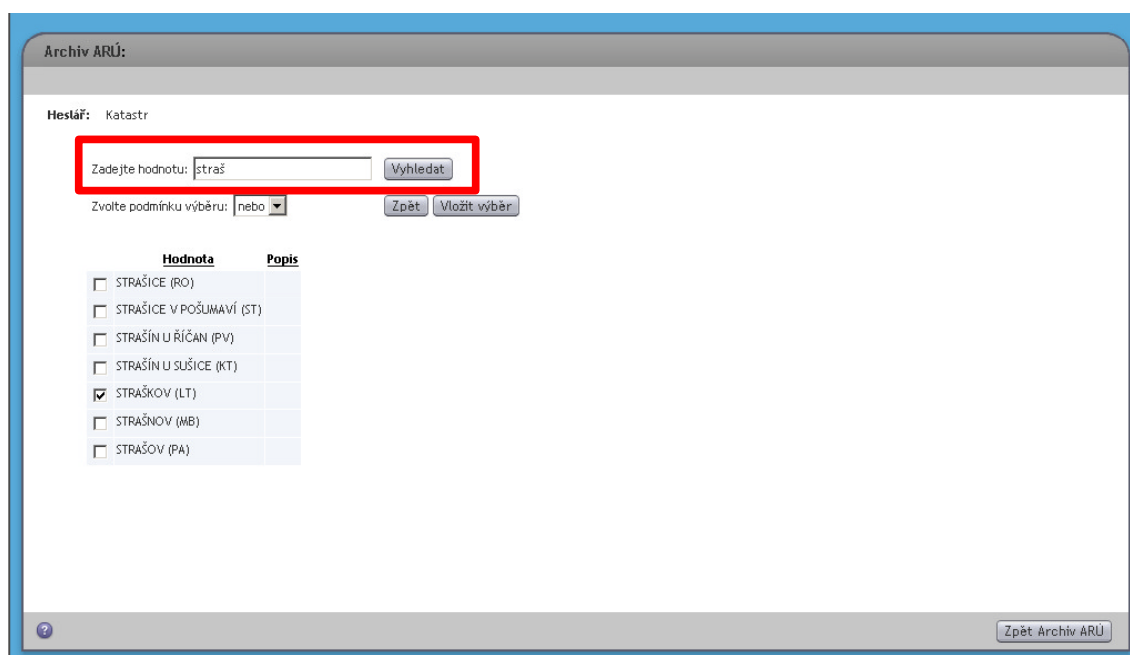 Archiv ARÚ:
Heslář: Katastr
Zadejte hodnotu: straš Vyhledat
Zvolte podmínku výběru: nebo Zpět Vložit výběr
Hodnota Popis
STRAŠICE (RO)
STRAŠICE V POŠUMAVÍ (ST)
STRAŠÍN U ŘÍČAN (PV)
STRAŠÍN U SUŠICE (KT)
STRAŠKOV (LT)
STRAŠNOV (MB)
STRAŠOV (PA)
? Zpět Archiv ARÚ